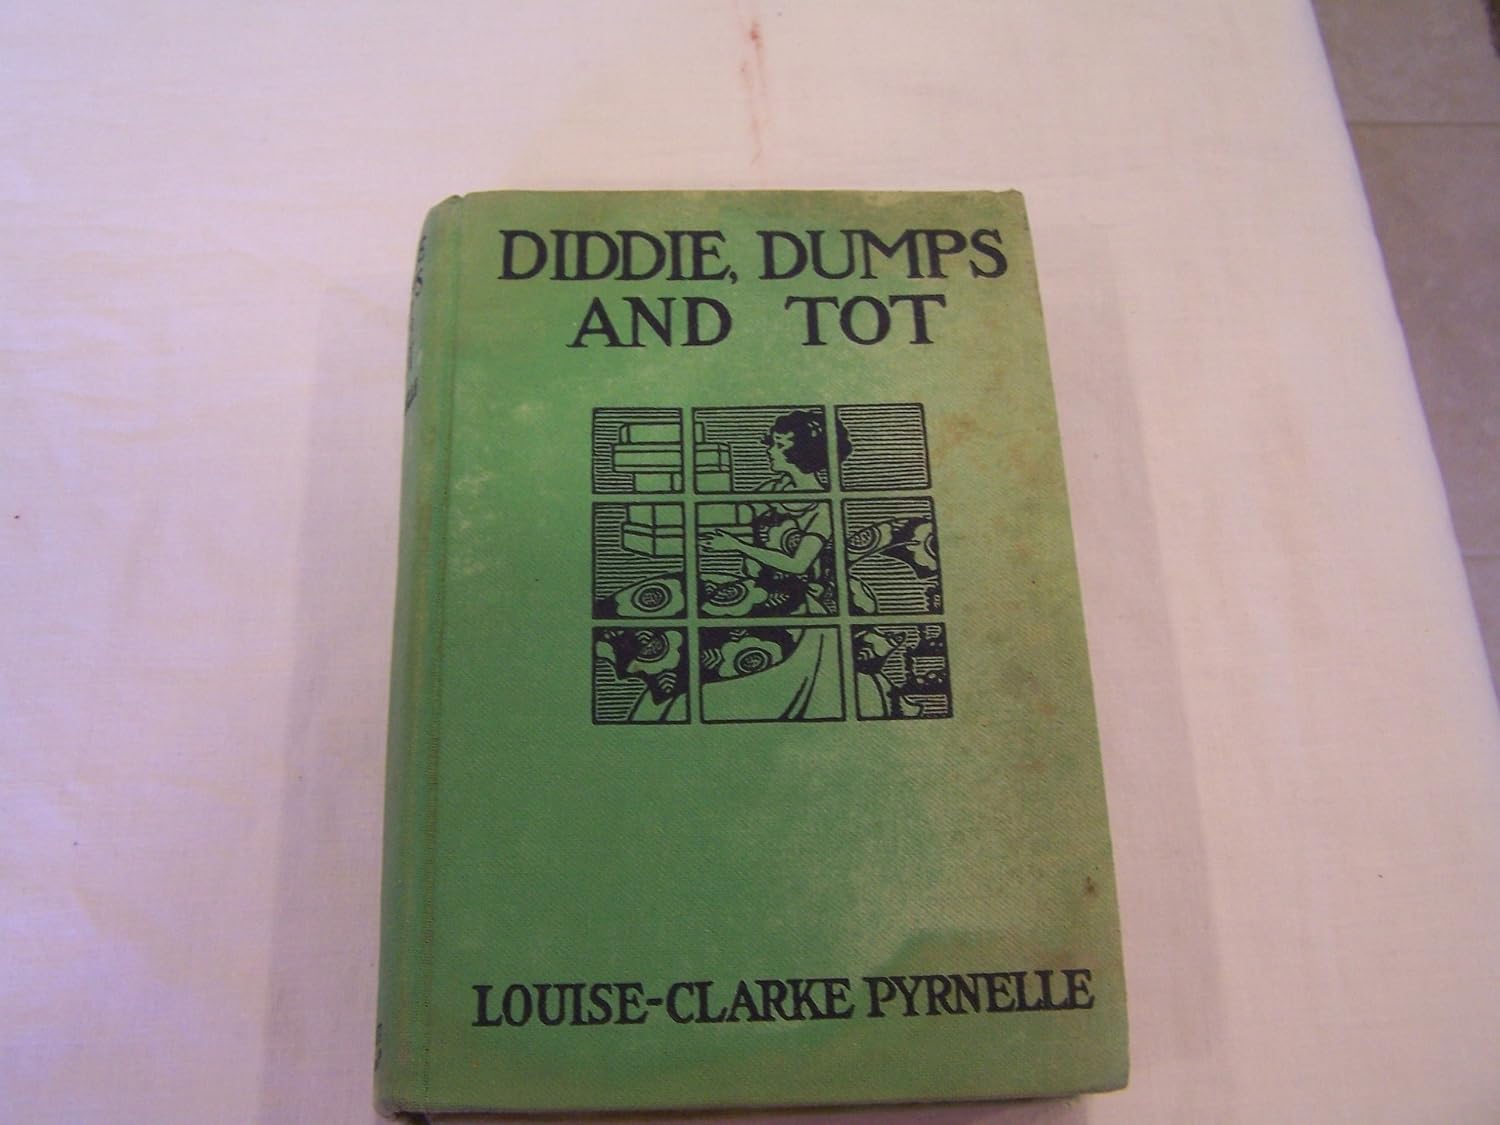 DIDDIE, DUMPS
AND TOT
LOUISE-CLARKE PYRNELLE